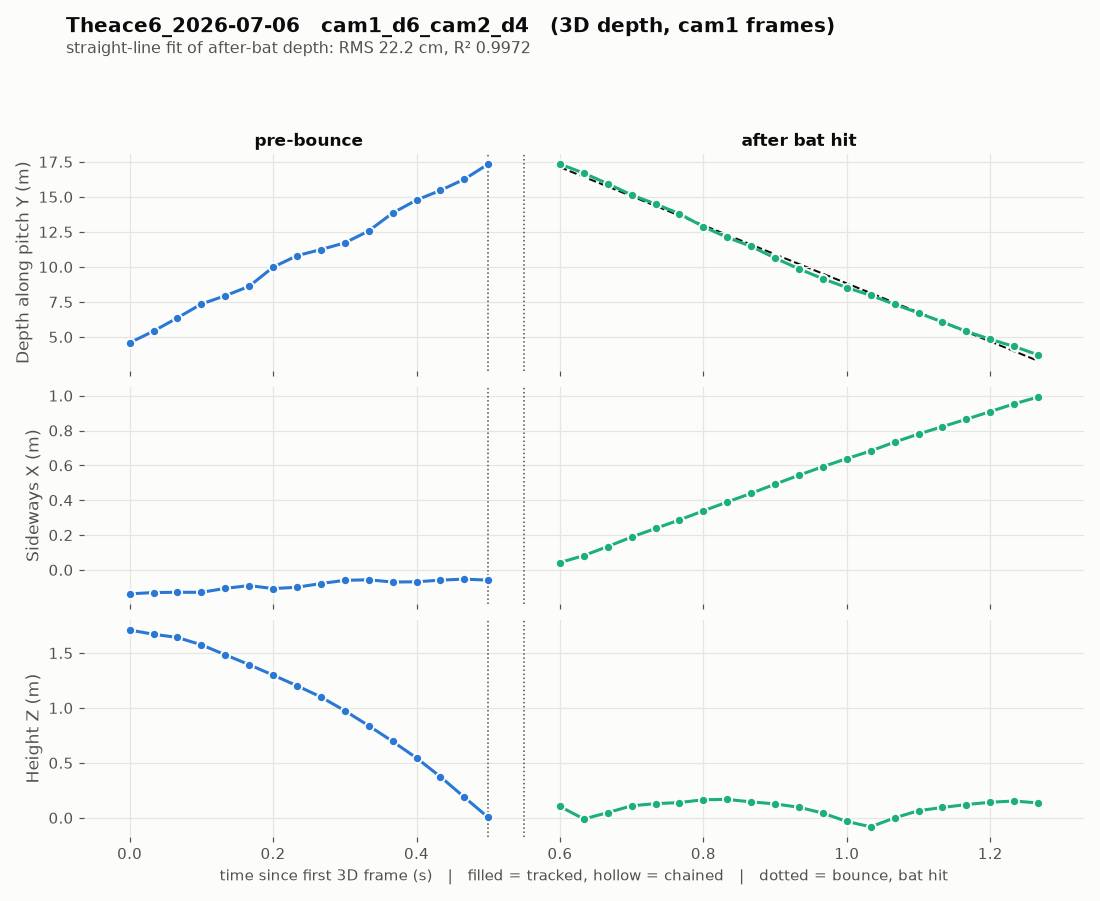 Theace6_2026-07-06   cam1_d6_cam2_d4   (3D depth, cam1 frames)
straight-line fit of after-bat depth: RMS 22.2 cm, R² 0.9972
pre-bounce
after bat hit
Depth along pitch Y (m)
17.5
15.0
12.5
10.0
7.5
5.0
Sideways X (m)
1.0
0.8
0.6
0.4
0.2
0.0
Height Z (m)
1.5
1.0
0.5
0.0
0.0 0.2 0.4 0.6 0.8 1.0 1.2
time since first 3D frame (s)   |   filled = tracked, hollow = chained   |   dotted = bounce, bat hit